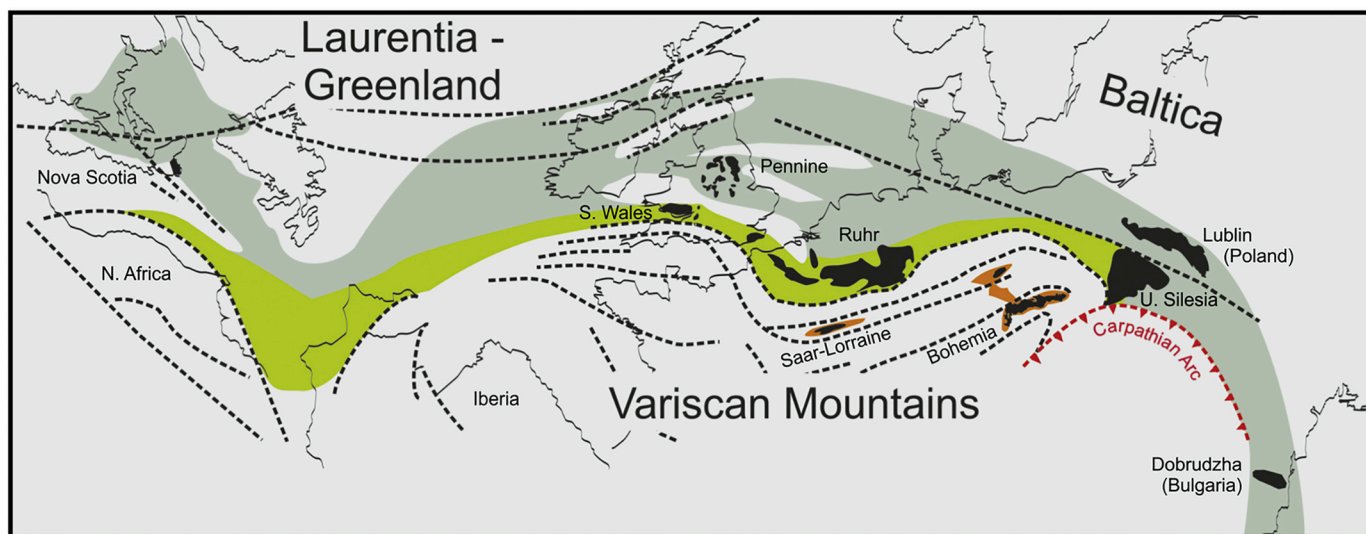 Laurentia -
Greenland
Baltica
Nova Scotia
Pennine
S. Wales
Ruhr
Lublin
(Poland)
N. Africa
U. Silesia
Saar-Lorraine
Bohemia
Carpathian Arc
Iberia
Variscan Mountains
Dobrudzha
(Bulgaria)